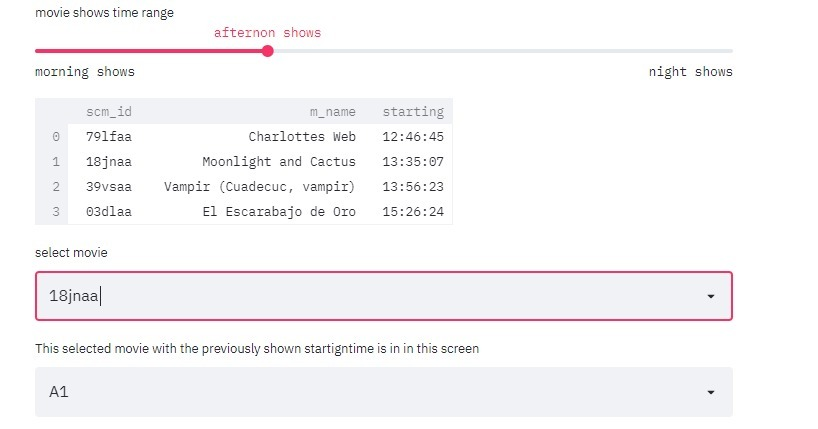 movie shows time range
afternon shows
morning shows night shows
scm_id m_name starting
0 79lfaa Charlottes Web 12:46:45
1 18jnaa Moonlight and Cactus 13:35:07
2 39vsaa Vampir (Cuadecuc, vampir) 13:56:23
3 03dlaa El Escarabajo de Oro 15:26:24
select movie
18jnaa
This selected movie with the previously shown startigntime is in in this screen
A1